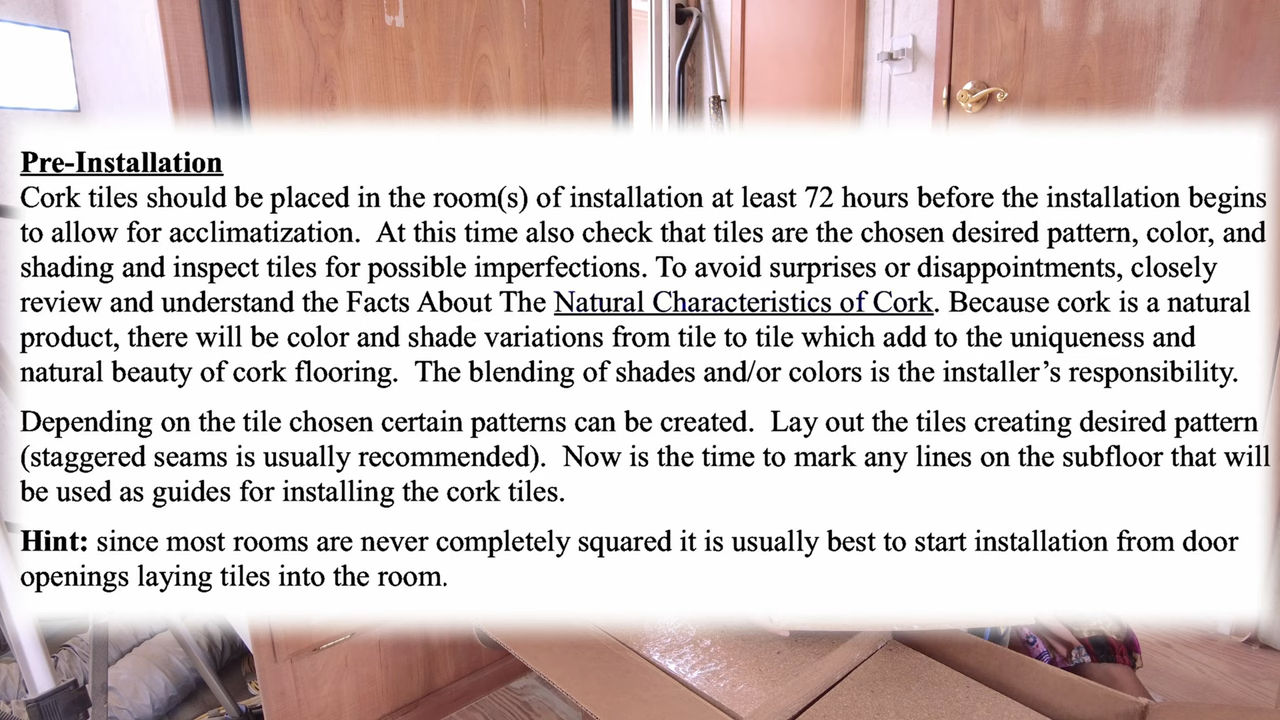 Pre-Installation
Cork tiles should be placed in the room(s) of installation at least 72 hours before the installation begins
to allow for acclimatization.  At this time also check that tiles are the chosen desired pattern, color, and
shading and inspect tiles for possible imperfections. To avoid surprises or disappointments, closely
review and understand the Facts About The Natural Characteristics of Cork. Because cork is a natural
product, there will be color and shade variations from tile to tile which add to the uniqueness and
natural beauty of cork flooring.  The blending of shades and/or colors is the installer’s responsibility.
Depending on the tile chosen certain patterns can be created.  Lay out the tiles creating desired pattern
(staggered seams is usually recommended).  Now is the time to mark any lines on the subfloor that will
be used as guides for installing the cork tiles.
Hint: since most rooms are never completely squared it is usually best to start installation from door
openings laying tiles into the room.